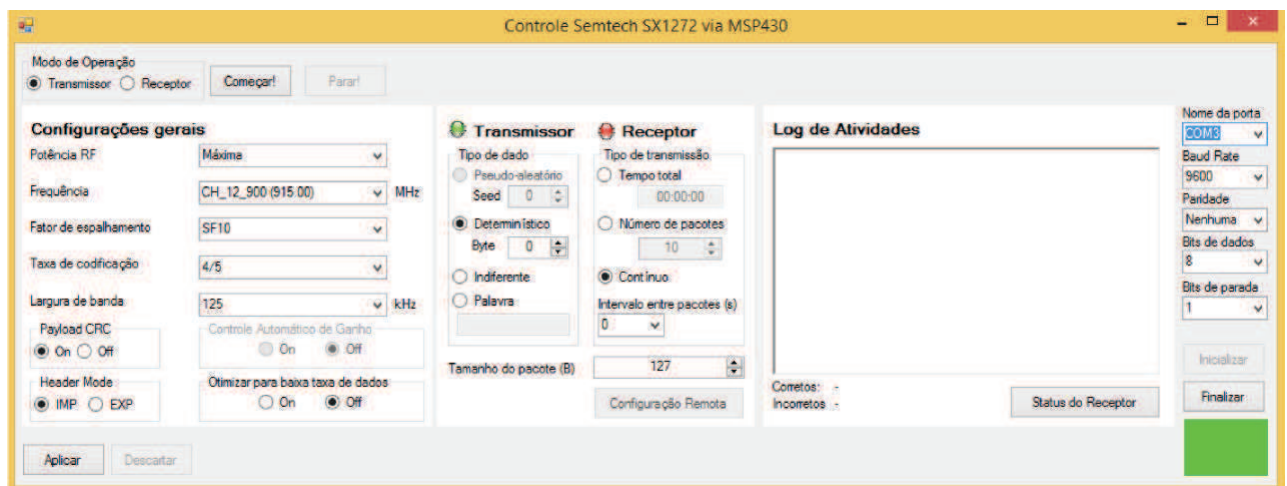 Controle Semtech SX1272 via MSP430
Modo de Operação
Transmissor Receptor
Começar!
Parar!
Configurações gerais
Potência RF
Máxima
Frequência
CH_12_900 (915.00)
MHz
Fator de espalhamento
SF10
Taxa de codificação
4/5
Largura de banda
125
kHz
Payload CRC
On Off
Controle Automático de Ganho
On Off
Header Mode
IMP EXP
Otimizar para baixa taxa de dados
On Off
Transmissor
Tipo de dado
Pseudo-aleatório
Seed 0
Determinístico
Byte 0
Indiferente
Palavra
Receptor
Tipo de transmissão
Tempo total
00:00:00
Número de pacotes
10
Contínuo
Intervalo entre pacotes (s)
0
Tamanho do pacote (B)
127
Configuração Remota
Log de Atividades
Corretos: -
Incorretos -
Status do Receptor
Nome da porta
COM3
Baud Rate
9600
Paridade
Nenhuma
Bits de dados
8
Bits de parada
1
Inicializar
Finalizar
Aplicar
Descartar